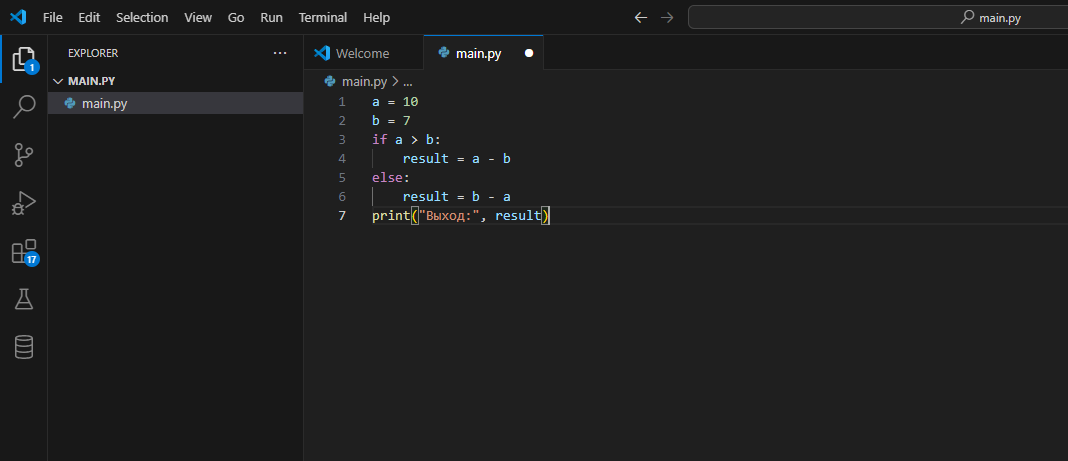 File Edit Selection View Go Run Terminal Help
main.py
EXPLORER ...
Welcome
main.py
1
MAIN.PY
main.py
main.py > ...
1 a = 10
2 b = 7
3 if a > b:
4     result = a - b
5 else:
6     result = b - a
7 print("Выход:", result)
17